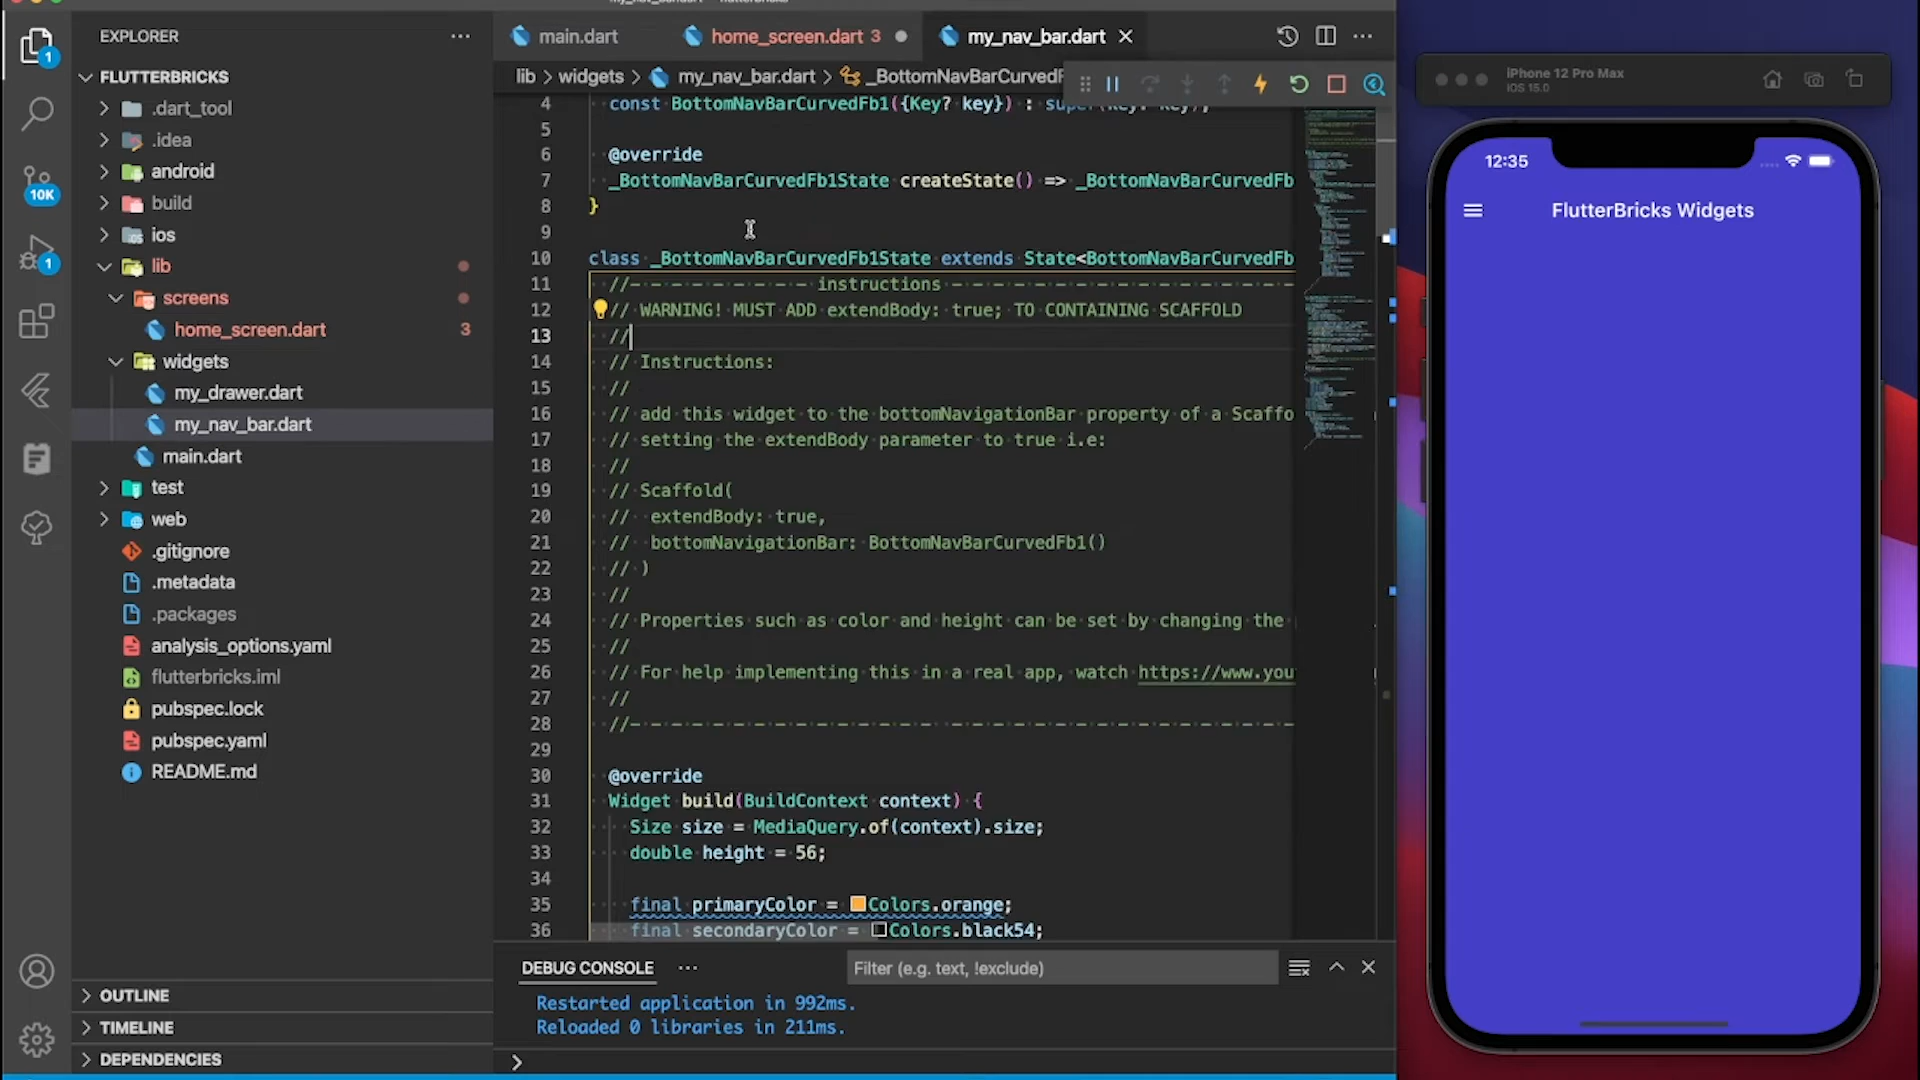 EXPLORER
FLUTTERBRICKS
.dart_tool
.idea
android
build
ios
lib
screens
home_screen.dart 3
widgets
my_drawer.dart
my_nav_bar.dart
main.dart
test
web
.gitignore
.metadata
.packages
analysis_options.yaml
flutterbricks.iml
pubspec.lock
pubspec.yaml
README.md
OUTLINE
TIMELINE
DEPENDENCIES
1
10K
1
main.dart
home_screen.dart 3
my_nav_bar.dart
lib > widgets > my_nav_bar.dart > _BottomNavBarCurvedF
4 const BottomNavBarCurvedFb1({Key? key}) : super(key: key);
5
6 @override
7 _BottomNavBarCurvedFb1State createState() => _BottomNavBarCurvedFb
8 }
9
10 class _BottomNavBarCurvedFb1State extends State<BottomNavBarCurvedFb
11 //- - - - - - - - - instructions - - - - - - - - - - - - - - - - -
12 // WARNING! MUST ADD extendBody: true; TO CONTAINING SCAFFOLD
13 //
14 // Instructions:
15 //
16 // add this widget to the bottomNavigationBar property of a Scaffo
17 // setting the extendBody parameter to true i.e:
18 //
19 // Scaffold(
20 // extendBody: true,
21 // bottomNavigationBar: BottomNavBarCurvedFb1()
22 // )
23 //
24 // Properties such as color and height can be set by changing the
25 //
26 // For help implementing this in a real app, watch https://www.you
27 //
28 //- - - - - - - - - - - - - - - - - - - - - - - - - - - - - - - -
29
30 @override
31 Widget build(BuildContext context) {
32 Size size = MediaQuery.of(context).size;
33 double height = 56;
34
35 final primaryColor = Colors.orange;
36 final secondaryColor = Colors.black54;
DEBUG CONSOLE
Filter (e.g. text, !exclude)
Restarted application in 992ms.
Reloaded 0 libraries in 211ms.
>
iPhone 12 Pro Max
iOS 15.0
12:35
FlutterBricks Widgets